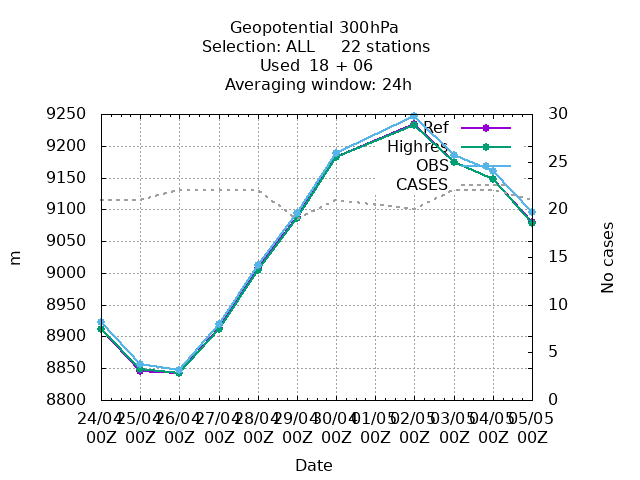 Geopotential 300hPa
Selection: ALL 22 stations
Used 18 + 06
Averaging window: 24h
9250
9200
9150
9100
9050
9000
8950
8900
8850
8800
m
30
25
20
15
10
5
0
No cases
Ref
Highres
OBS
CASES
24/04 25/04 26/04 27/04 28/04 29/04 30/04 01/05 02/05 03/05 04/05 05/05
00Z 00Z 00Z 00Z 00Z 00Z 00Z 00Z 00Z 00Z 00Z 00Z
Date